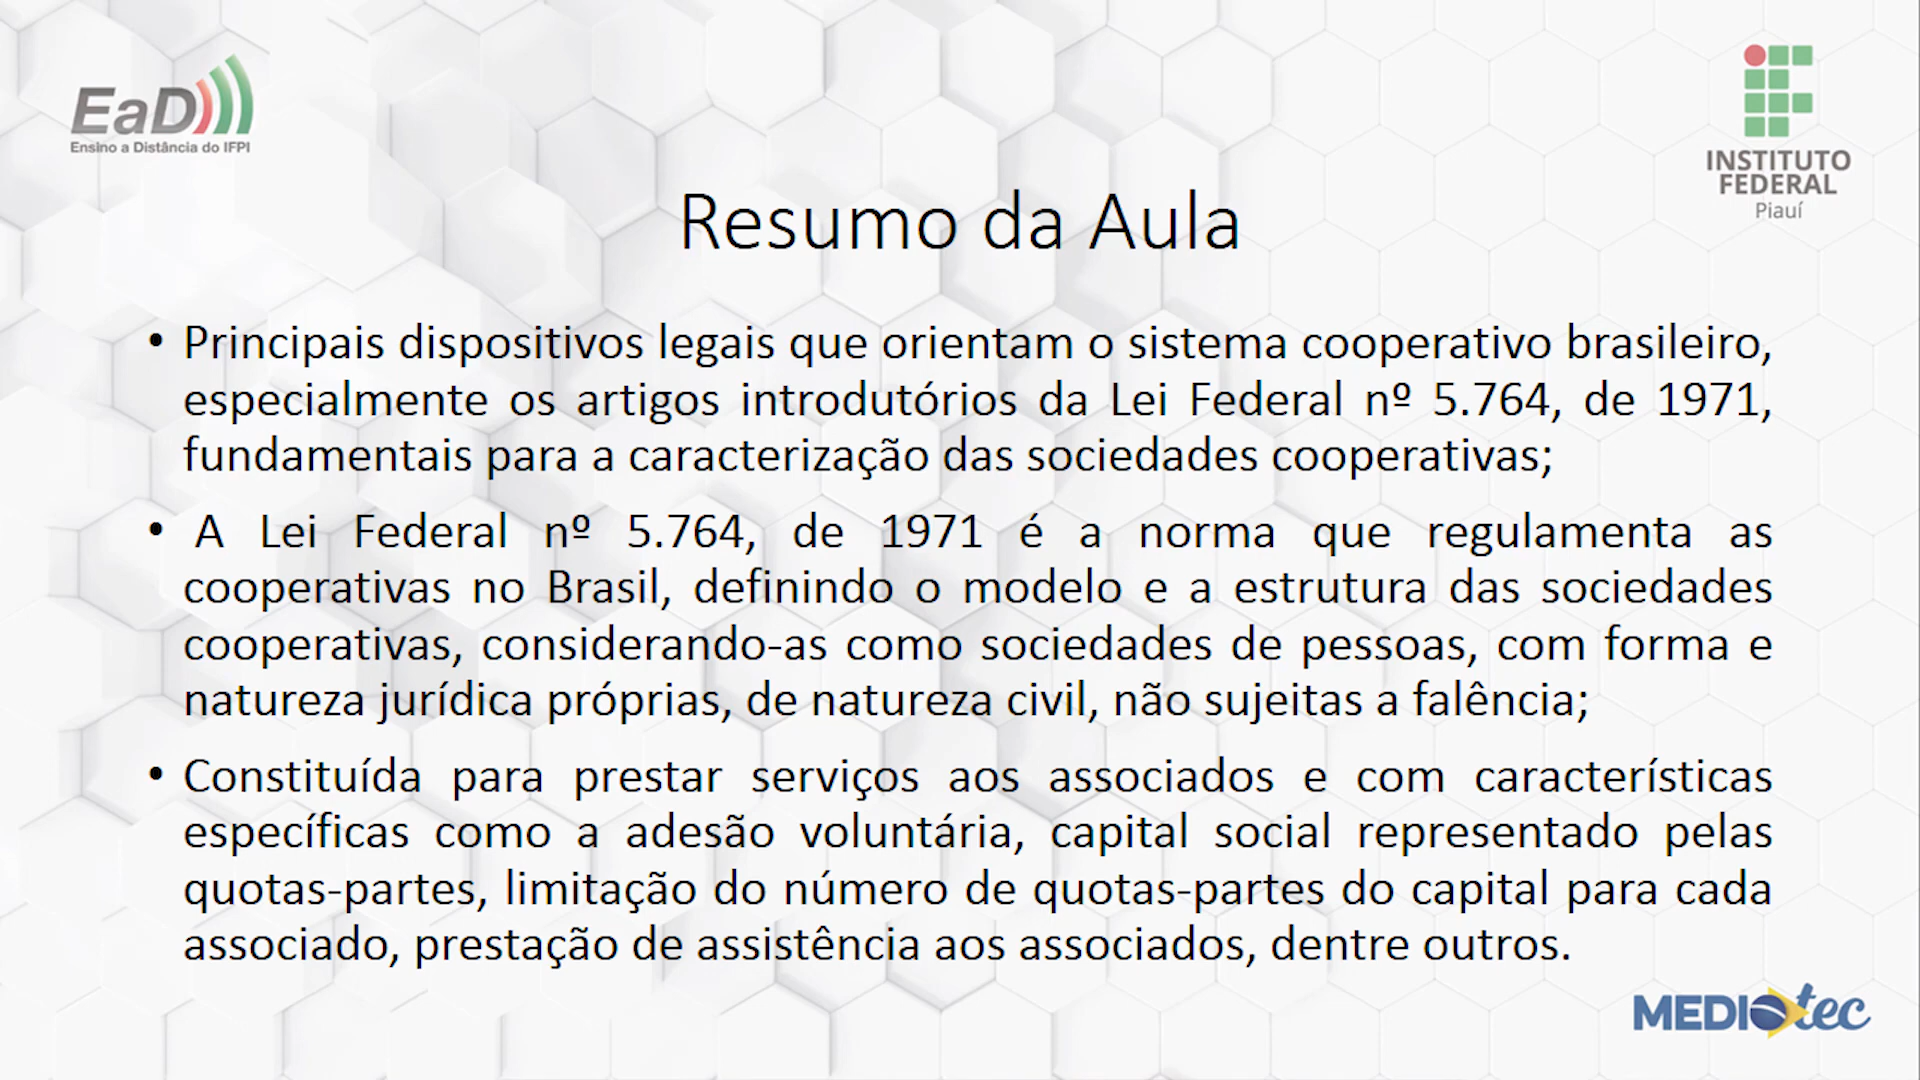 EaD
Ensino a Distância do IFPI
INSTITUTO
FEDERAL
Piauí
Resumo da Aula
• Principais dispositivos legais que orientam o sistema cooperativo brasileiro,
especialmente os artigos introdutórios da Lei Federal nº 5.764, de 1971,
fundamentais para a caracterização das sociedades cooperativas;
• A Lei Federal nº 5.764, de 1971 é a norma que regulamenta as
cooperativas no Brasil, definindo o modelo e a estrutura das sociedades
cooperativas, considerando-as como sociedades de pessoas, com forma e
natureza jurídica próprias, de natureza civil, não sujeitas a falência;
• Constituída para prestar serviços aos associados e com características
específicas como a adesão voluntária, capital social representado pelas
quotas-partes, limitação do número de quotas-partes do capital para cada
associado, prestação de assistência aos associados, dentre outros.
MEDIOtec